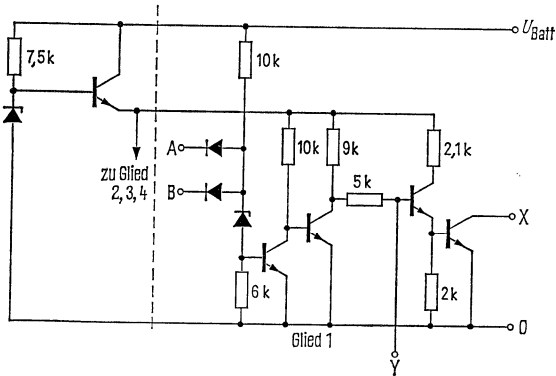 U_Batt
7,5k
10k
A
B
zu Glied
2, 3, 4
10k
9k
2,1k
5k
X
6k
2k
0
Glied 1
Y